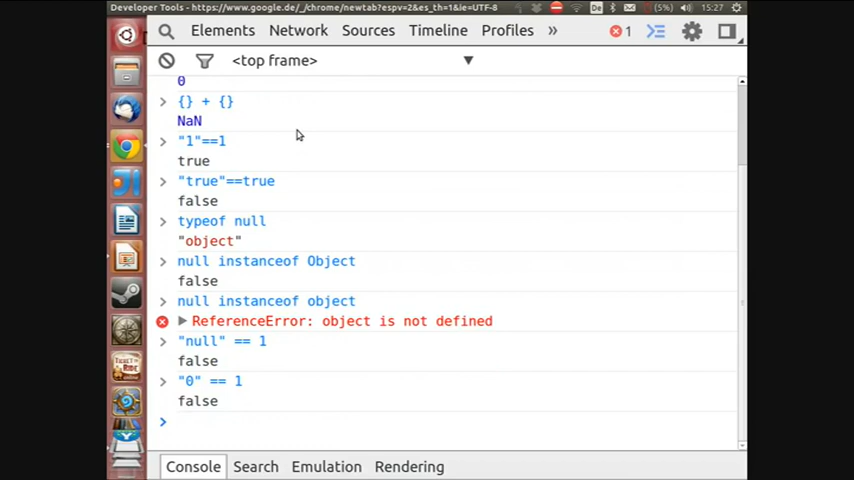 Developer Tools - https://www.google.de/_/chrome/newtab?espv=2&es_th=1&ie=UTF-8 De (5%) 15:27
Elements Network Sources Timeline Profiles » 1
<top frame>
0
{} + {}
NaN
"1"==1
true
"true"==true
false
typeof null
"object"
null instanceof Object
false
null instanceof object
ReferenceError: object is not defined
"null" == 1
false
"0" == 1
false
Console Search Emulation Rendering